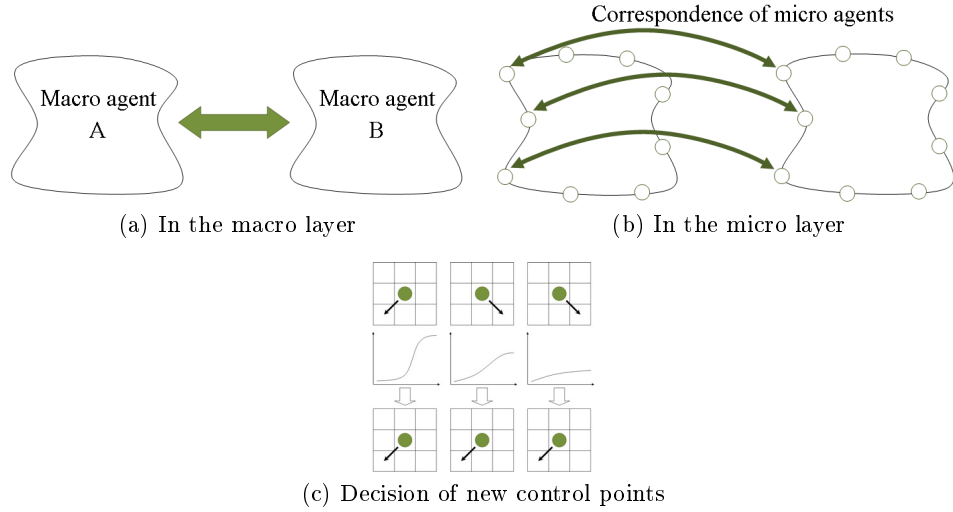 Correspondence of micro agents
Macro agent
A
Macro agent
B
(a) In the macro layer
(b) In the micro layer
(c) Decision of new control points